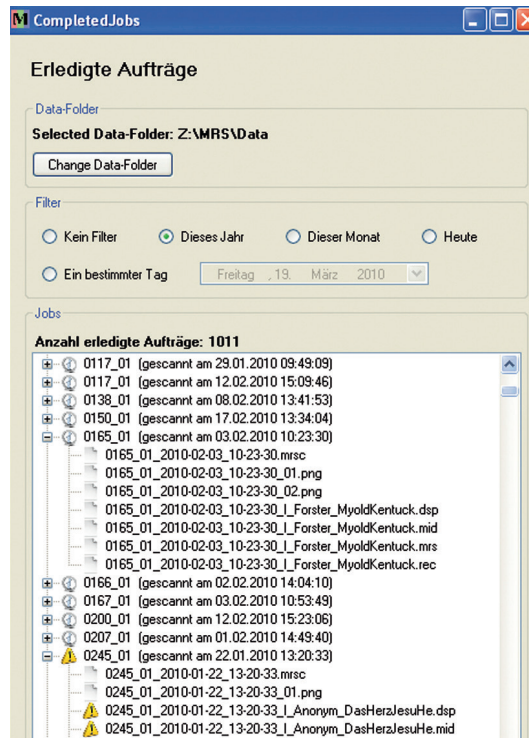 M CompletedJobs
Erledigte Aufträge
Data-Folder
Selected Data-Folder: Z:\MRS\Data
Change Data-Folder
Filter
Kein Filter Dieses Jahr Dieser Monat Heute
Ein bestimmter Tag Freitag , 19. März 2010
Jobs
Anzahl erledigte Aufträge: 1011
0117_01 (gescannt am 29.01.2010 09:49:09)
0117_01 (gescannt am 12.02.2010 15:09:46)
0138_01 (gescannt am 08.02.2010 13:41:53)
0150_01 (gescannt am 17.02.2010 13:34:04)
0165_01 (gescannt am 03.02.2010 10:23:30)
0165_01_2010-02-03_10-23-30.mrsc
0165_01_2010-02-03_10-23-30_01.png
0165_01_2010-02-03_10-23-30_02.png
0165_01_2010-02-03_10-23-30_I_Forster_MyoldKentuck.dsp
0165_01_2010-02-03_10-23-30_I_Forster_MyoldKentuck.mid
0165_01_2010-02-03_10-23-30_I_Forster_MyoldKentuck.mrs
0165_01_2010-02-03_10-23-30_I_Forster_MyoldKentuck.rec
0166_01 (gescannt am 02.02.2010 14:04:10)
0167_01 (gescannt am 03.02.2010 10:53:49)
0200_01 (gescannt am 12.02.2010 15:23:06)
0207_01 (gescannt am 01.02.2010 14:49:40)
0245_01 (gescannt am 22.01.2010 13:20:33)
0245_01_2010-01-22_13-20-33.mrsc
0245_01_2010-01-22_13-20-33_01.png
0245_01_2010-01-22_13-20-33_I_Anonym_DasHerzJesuHe.dsp
0245_01_2010-01-22_13-20-33_I_Anonym_DasHerzJesuHe.mid